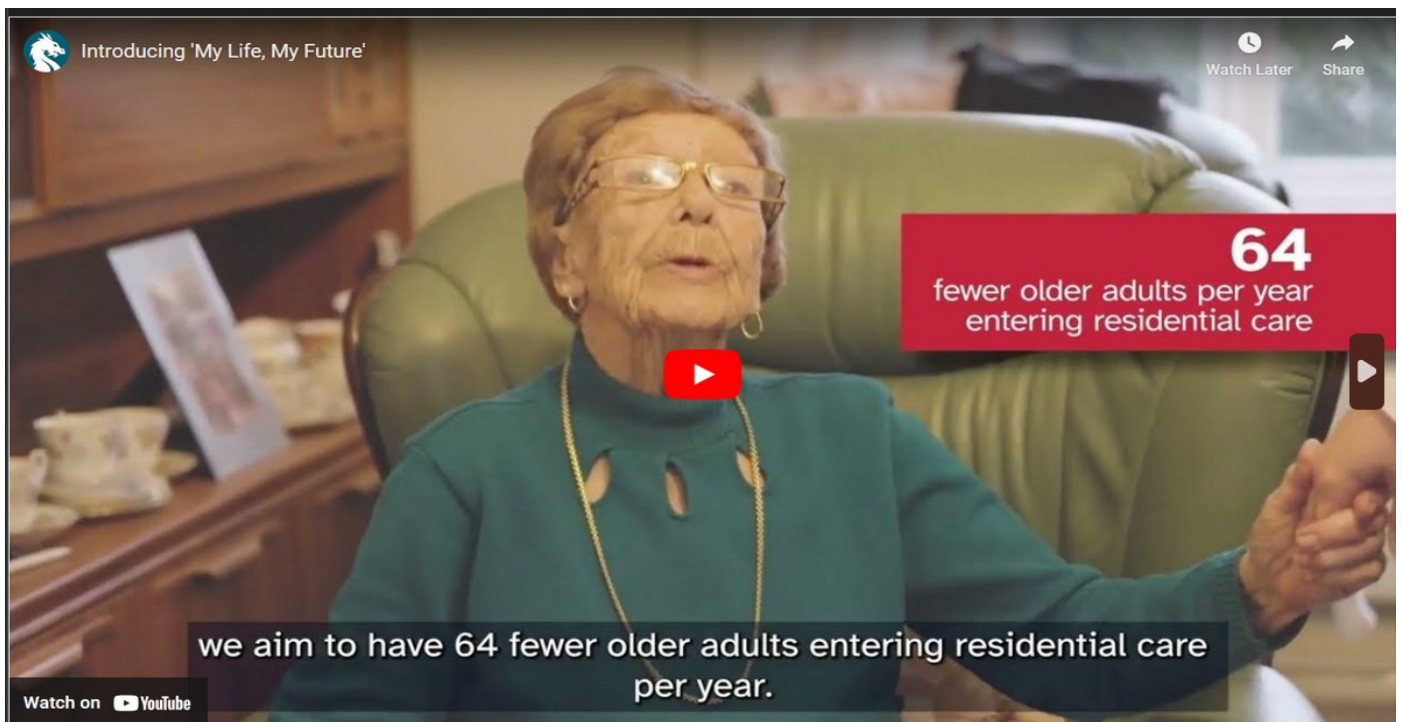 Introducing 'My Life, My Future'
Watch Later
Share
64
fewer older adults per year
entering residential care
we aim to have 64 fewer older adults entering residential care
per year.
Watch on YouTube